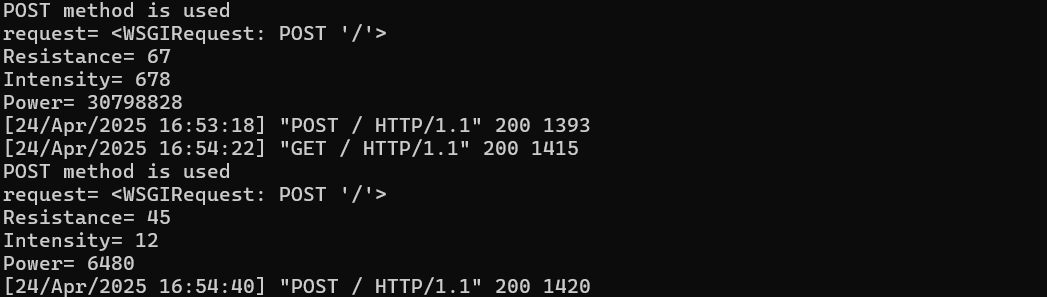 POST method is used
request= <WSGIRequest: POST '/'>
Resistance= 67
Intensity= 678
Power= 30798828
[24/Apr/2025 16:53:18] "POST / HTTP/1.1" 200 1393
[24/Apr/2025 16:54:22] "GET / HTTP/1.1" 200 1415
POST method is used
request= <WSGIRequest: POST '/'>
Resistance= 45
Intensity= 12
Power= 6480
[24/Apr/2025 16:54:40] "POST / HTTP/1.1" 200 1420